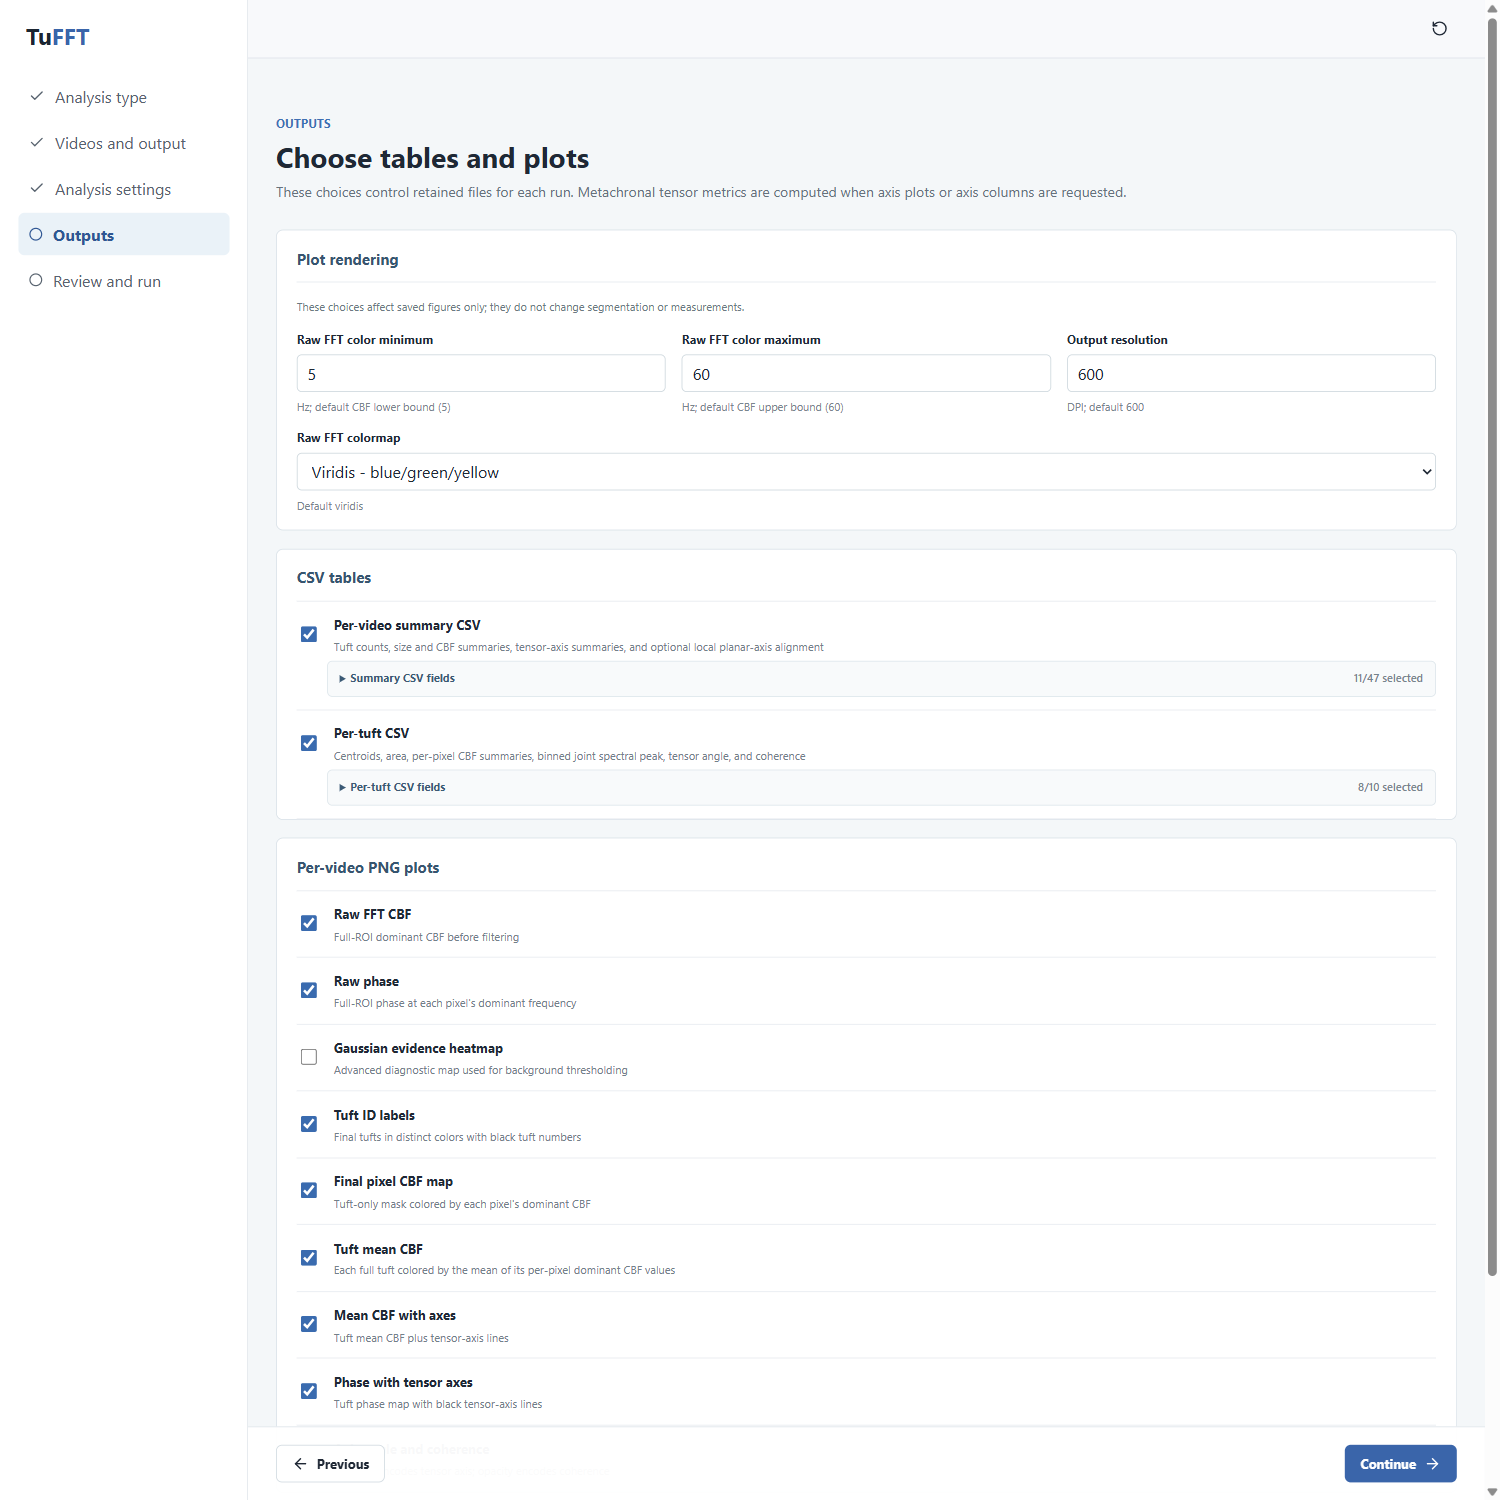 TuFFT
Analysis type
Videos and output
Analysis settings
Outputs
Review and run
OUTPUTS
Choose tables and plots
These choices control retained files for each run. Metachronal tensor metrics are computed when axis plots or axis columns are requested.
Plot rendering
These choices affect saved figures only; they do not change segmentation or measurements.
Raw FFT color minimum
5
Hz; default CBF lower bound (5)
Raw FFT color maximum
60
Hz; default CBF upper bound (60)
Output resolution
600
DPI; default 600
Raw FFT colormap
Viridis - blue/green/yellow
Default viridis
CSV tables
Per-video summary CSV
Tuft counts, size and CBF summaries, tensor-axis summaries, and optional local planar-axis alignment
Summary CSV fields 11/47 selected
Per-tuft CSV
Centroids, area, per-pixel CBF summaries, binned joint spectral peak, tensor angle, and coherence
Per-tuft CSV fields 8/10 selected
Per-video PNG plots
Raw FFT CBF
Full-ROI dominant CBF before filtering
Raw phase
Full-ROI phase at each pixel's dominant frequency
Gaussian evidence heatmap
Advanced diagnostic map used for background thresholding
Tuft ID labels
Final tufts in distinct colors with black tuft numbers
Final pixel CBF map
Tuft-only mask colored by each pixel's dominant CBF
Tuft mean CBF
Each full tuft colored by the mean of its per-pixel dominant CBF values
Mean CBF with axes
Tuft mean CBF plus tensor-axis lines
Phase with tensor axes
Tuft phase map with black tensor-axis lines
and coherence
Previous
Continue